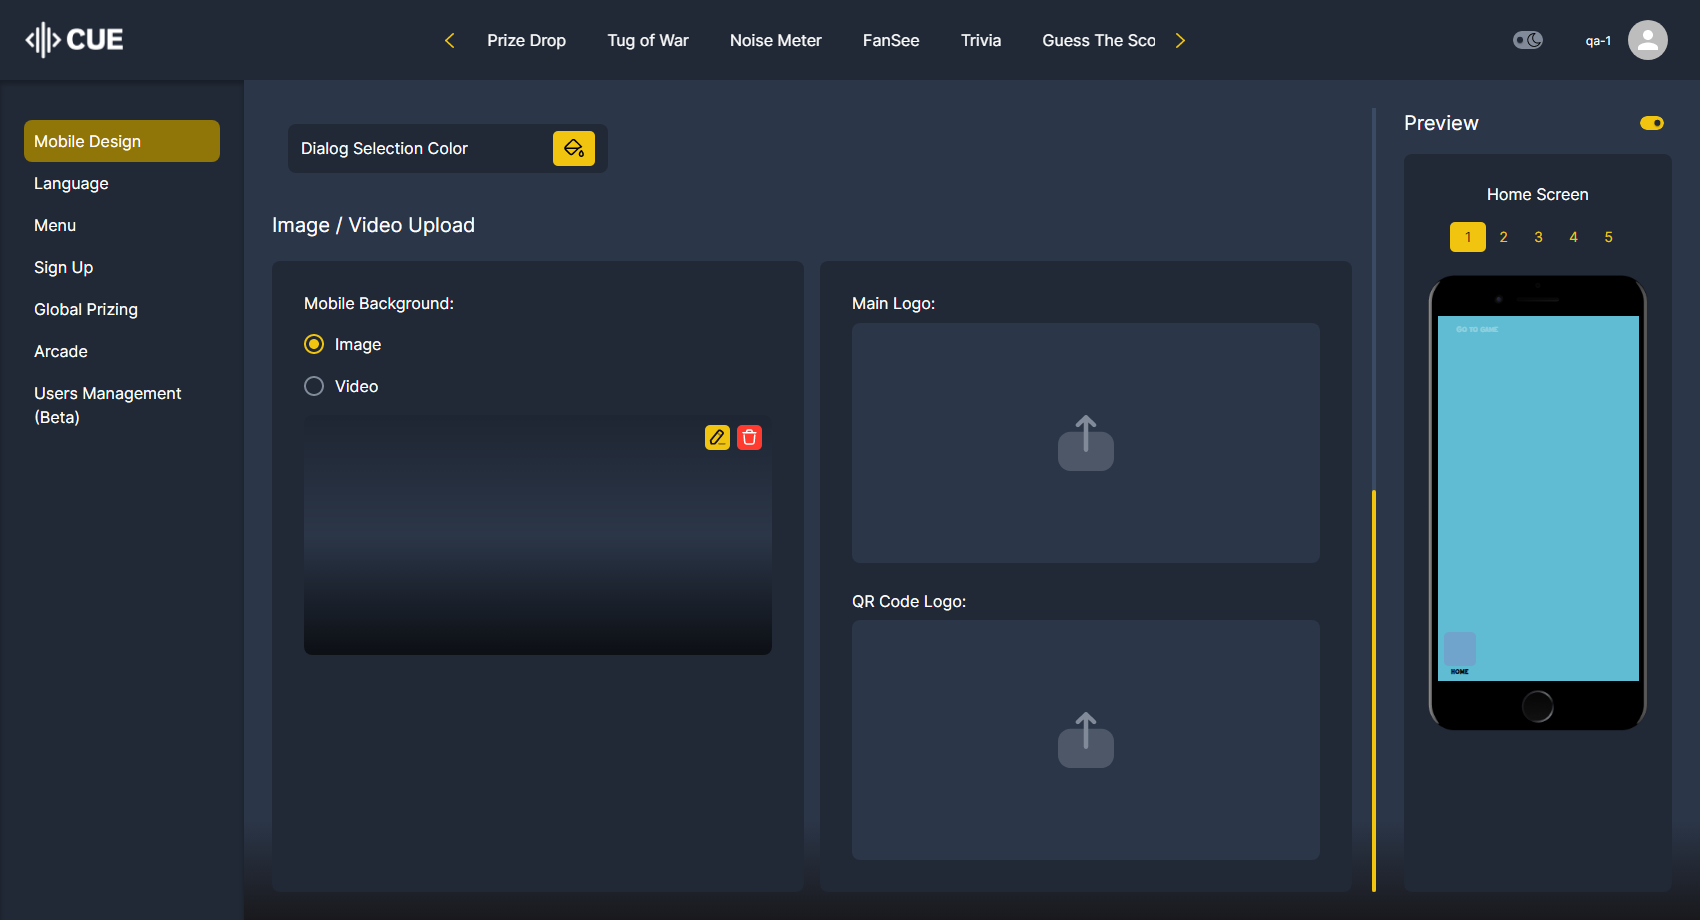 CUE
Prize Drop
Tug of War
Noise Meter
FanSee
Trivia
Guess The Sco
qa-1
Mobile Design
Language
Menu
Sign Up
Global Prizing
Arcade
Users Management
(Beta)
Dialog Selection Color
Image / Video Upload
Mobile Background:
Image
Video
Main Logo:
QR Code Logo:
Preview
Home Screen
1 2 3 4 5
GO TO GAME
HOME